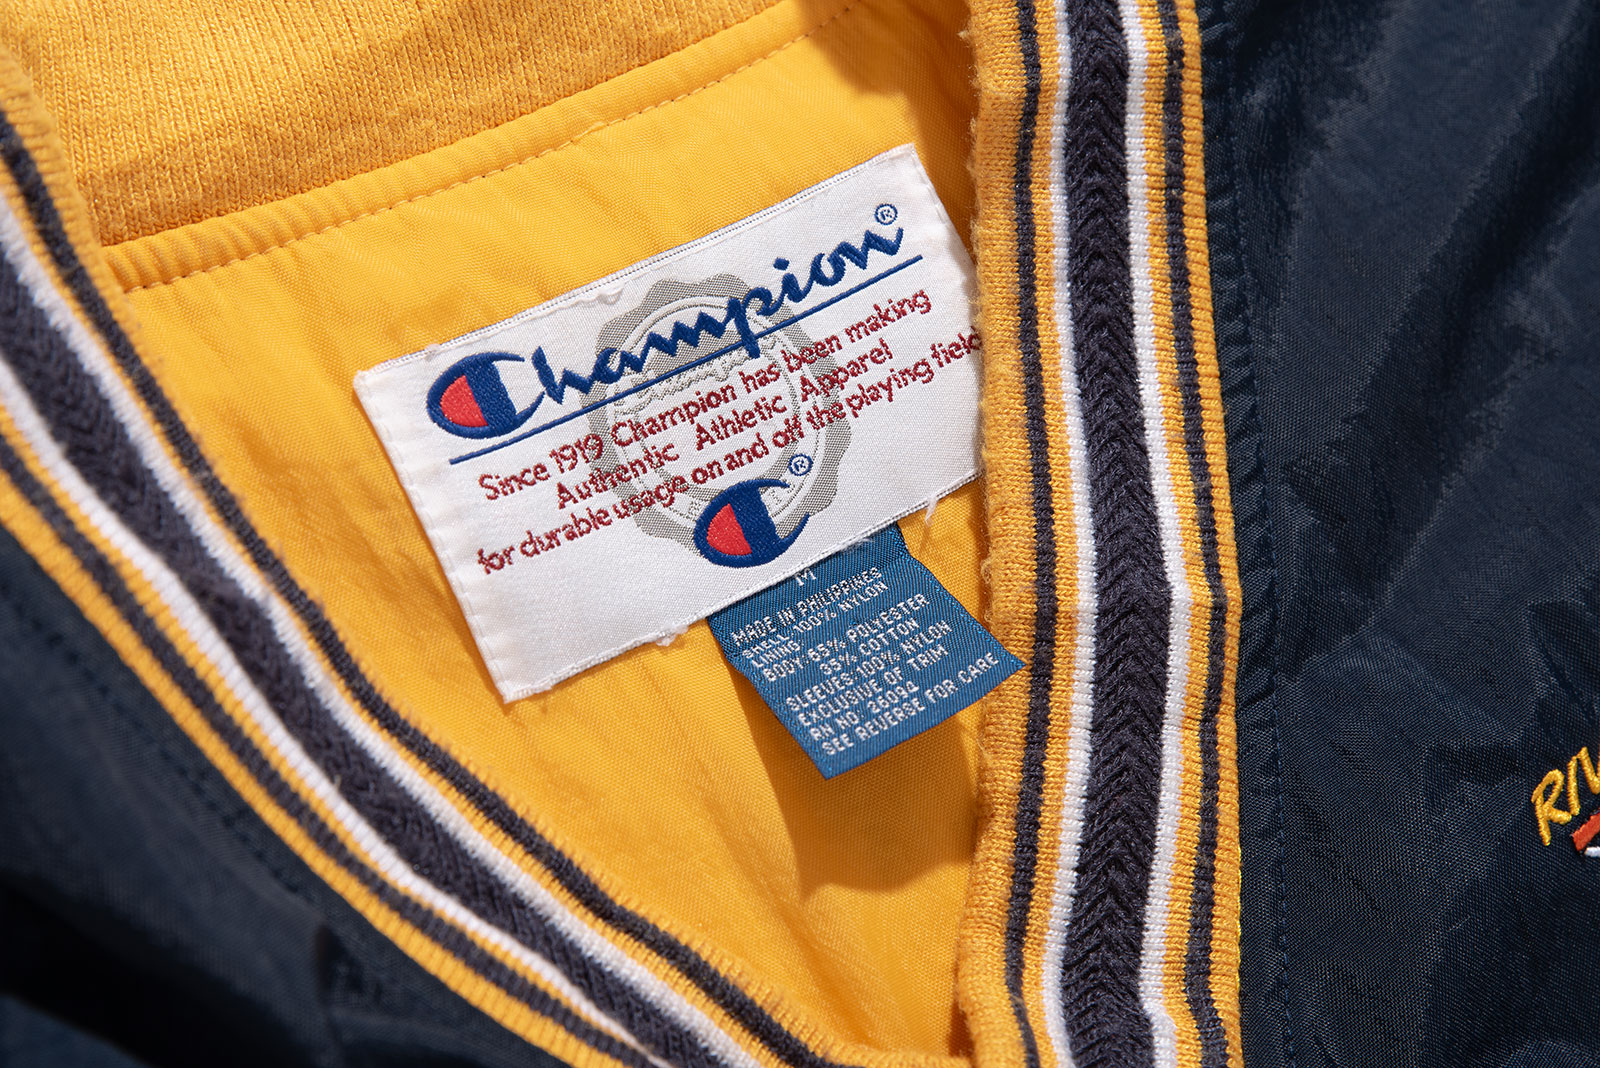 Champion®
Since 1919 Champion has been making
Authentic Athletic Apparel
for durable usage on and off the playing field
®
M
MADE IN PHILIPPINES
SHELL 100% NYLON
LINING
BODY: 65% POLYESTER
35% COTTON
SLEEVES-100% NYLON
EXCLUSIVE OF TRIM
RN NO. 26094
SEE REVERSE FOR CARE
RIV